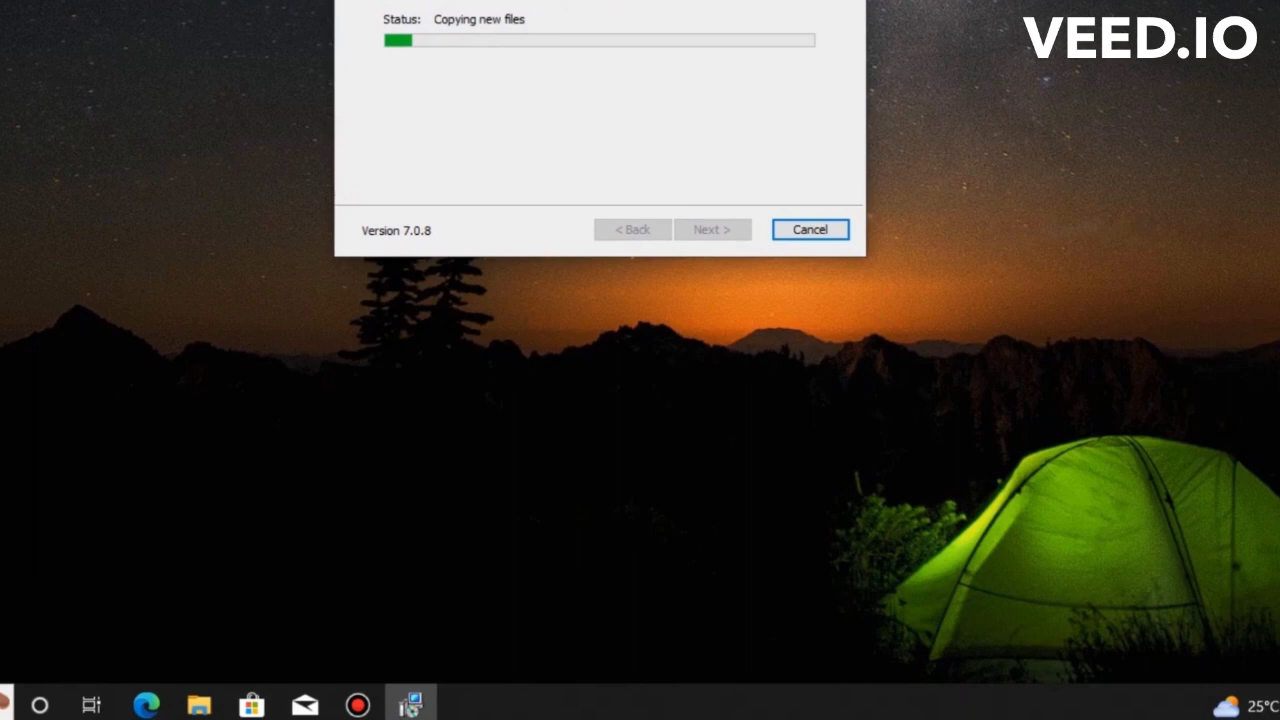 Status: Copying new files
VEED.IO
Version 7.0.8
< Back
Next >
Cancel
25°C